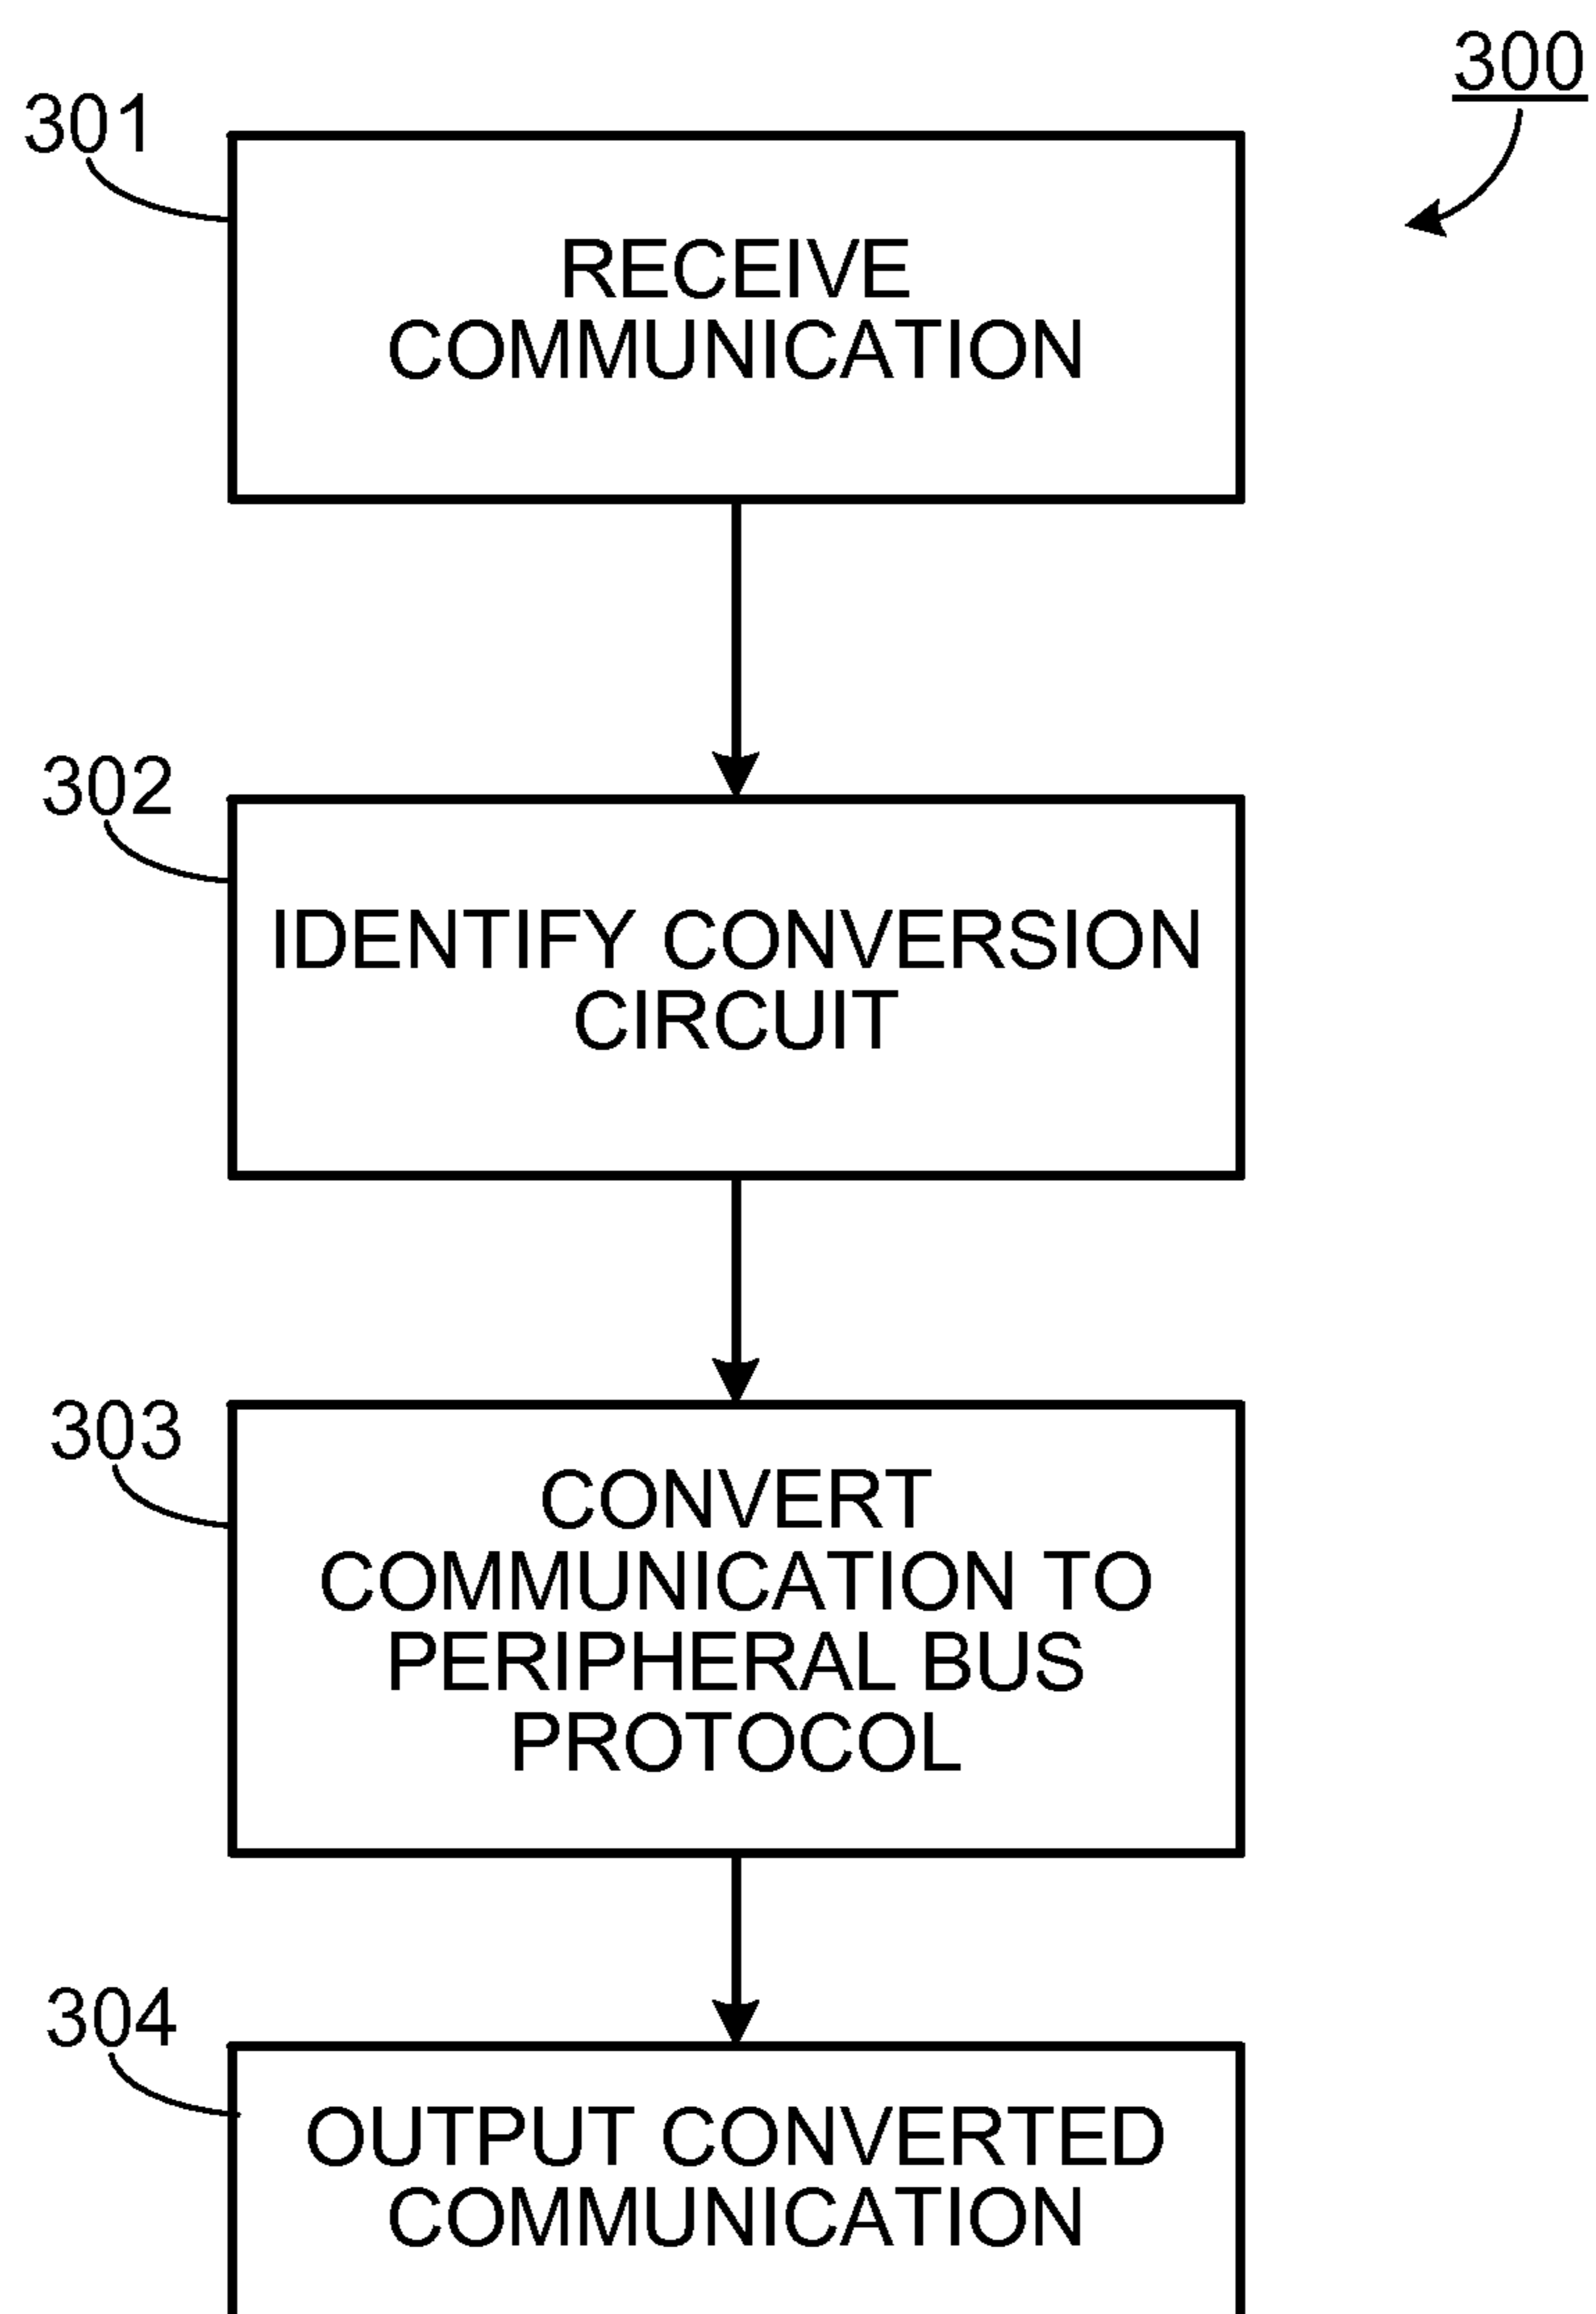 300
301
RECEIVE
COMMUNICATION
302
IDENTIFY CONVERSION
CIRCUIT
303
CONVERT
COMMUNICATION TO
PERIPHERAL BUS
PROTOCOL
304
OUTPUT CONVERTED
COMMUNICATION